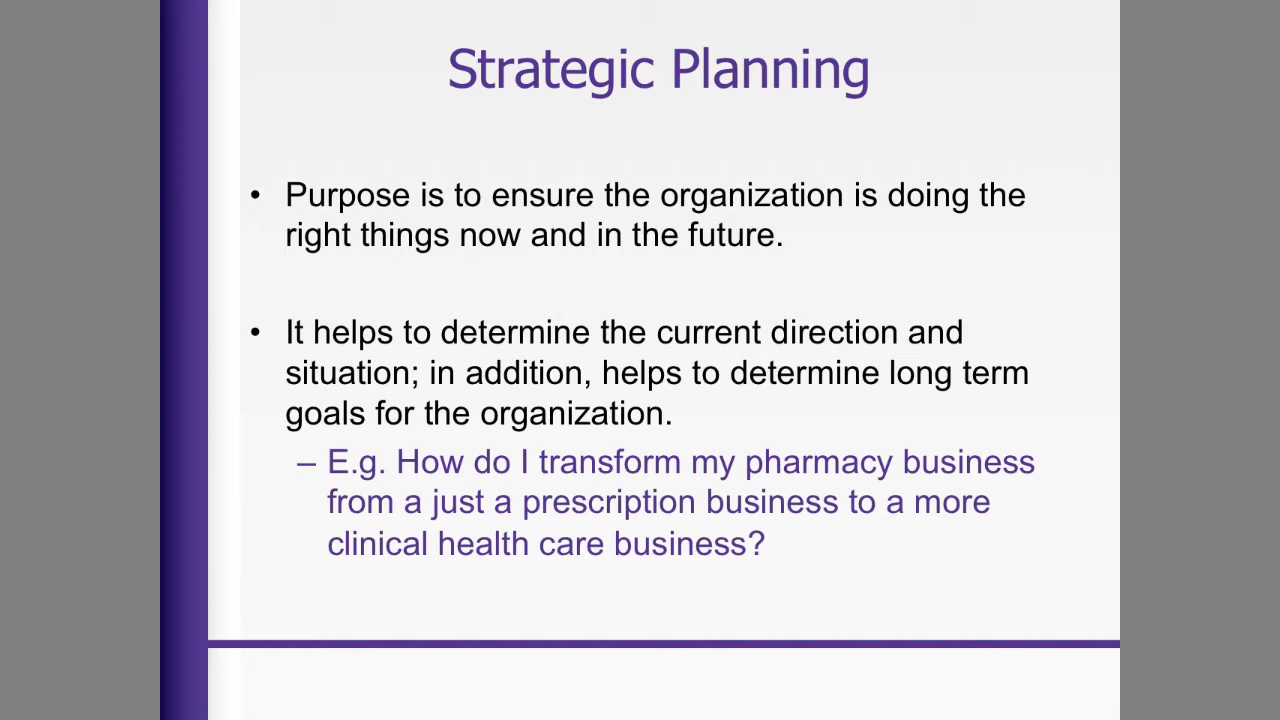 Strategic Planning
• Purpose is to ensure the organization is doing the
right things now and in the future.
• It helps to determine the current direction and
situation; in addition, helps to determine long term
goals for the organization.
– E.g. How do I transform my pharmacy business
from a just a prescription business to a more
clinical health care business?